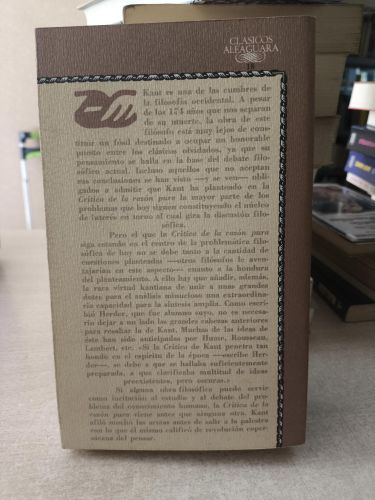 CLASICOS
ALFAGUARA
Kant es una de las cumbres de
la filosofía occidental. A pesar
de los 174 años que nos separan
de su muerte, la obra de este
filósofo está muy lejos de cons-
tituir un fósil destinado a ocupar un honorable
puesto entre los clásicos olvidados, ya que su
pensamiento se halla en la base del debate filo-
sófico actual. Incluso aquellos que no aceptan
sus conclusiones se han visto —y se ven— obli-
gados a admitir que Kant ha planteado en la
Crítica de la razón pura la mayor parte de los
problemas que hoy siguen constituyendo el núcleo
de interés en torno al cual gira la discusión filo-
sófica.
Pero el que la Crítica de la razón pura
siga estando en el centro de la problemática filo-
sófica de hoy no se debe tanto a la cantidad de
cuestiones planteadas —otros filósofos le aven-
tajarían en este aspecto— cuanto a la hondura
del planteamiento. A ello hay que añadir, además,
la rara virtud kantiana de unir a unas grandes
dotes para el análisis minucioso una extraordina-
ria capacidad para la síntesis amplia. Como escri-
bió Herder, que fue alumno suyo, no es necesa-
rio dejar a un lado los grandes cabezas anteriores
para resaltar la de Kant. Muchas de las ideas de
éste han sido anticipadas por Hume, Rousseau,
Lambert, etc. «Si la Crítica de Kant penetra tan
hondo en el espíritu de la época —escribe Her-
der—, se debe a que se hallaba suficientemente
preparada, a que clarificaba multitud de ideas
preexistentes, pero oscuras.»
Si alguna obra filosófica puede servir
como incitación al estudio y al debate del pro-
blema del conocimiento humano, la Crítica de la
razón pura viene antes que ninguna otra. Kant
afiló mucho las armas antes de salir a la palestra
con lo que él mismo calificó de revolución coper-
nicana del pensar.